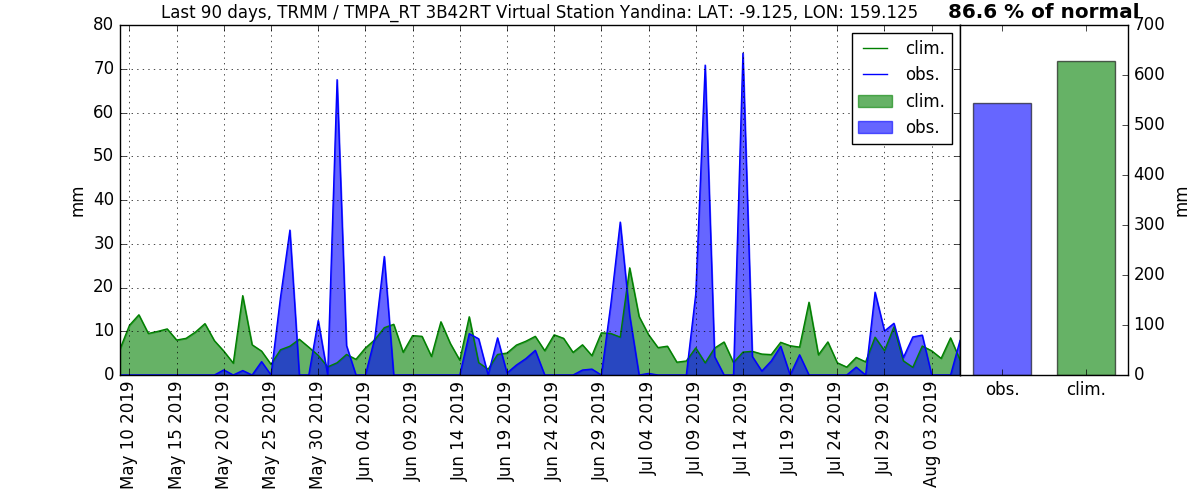 Last 90 days, TRMM / TMPA_RT 3B42RT Virtual Station Yandina: LAT: -9.125, LON: 159.125
86.6 % of normal
80
70
60
50
40
30
20
10
0
mm
clim.
obs.
clim.
obs.
700
600
500
400
300
200
100
0
mm
obs.
clim.
May 10 2019
May 15 2019
May 20 2019
May 25 2019
May 30 2019
Jun 04 2019
Jun 09 2019
Jun 14 2019
Jun 19 2019
Jun 24 2019
Jun 29 2019
Jul 04 2019
Jul 09 2019
Jul 14 2019
Jul 19 2019
Jul 24 2019
Jul 29 2019
Aug 03 2019